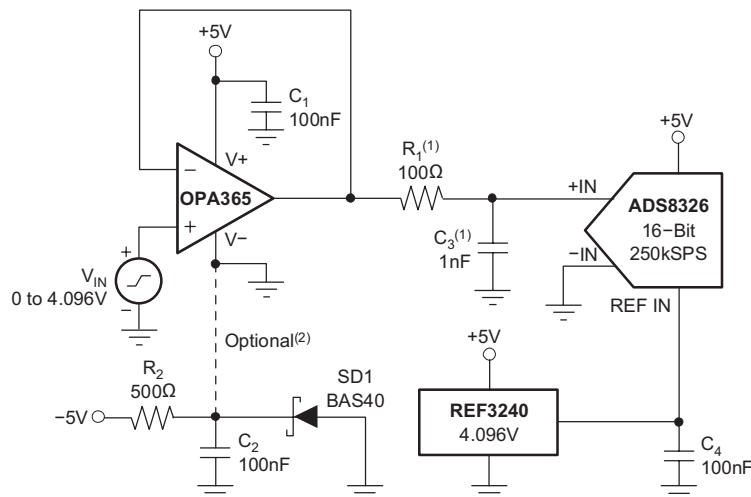 +5V
C1
100nF
V+
−
OPA365
+
V−
R1(1)
100Ω
C3(1)
1nF
+5V
+IN
ADS8326
−IN
16−Bit
250kSPS
REF IN
+
VIN
0 to 4.096V
−
Optional(2)
R2
500Ω
−5V
SD1
BAS40
C2
100nF
+5V
REF3240
4.096V
C4
100nF